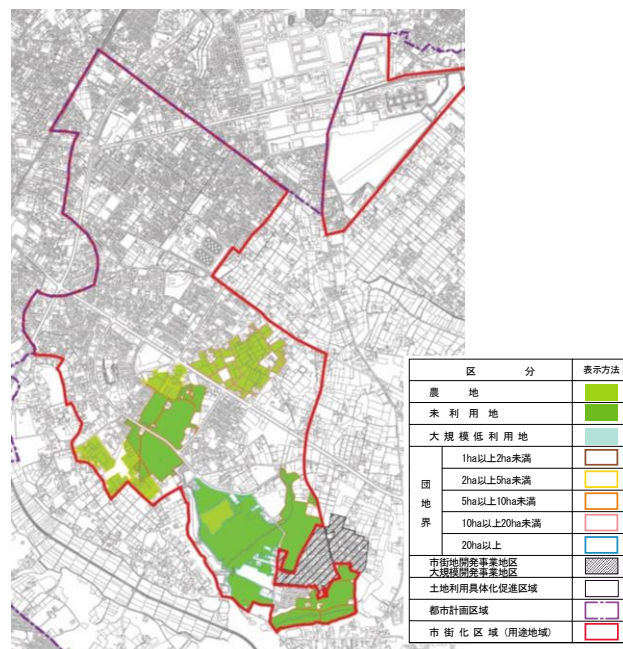 区 分 表示方法
農 地
未 利 用 地
大 規 模 低 利 用 地
団地界
1ha以上2ha未満
2ha以上5ha未満
5ha以上10ha未満
10ha以上20ha未満
20ha以上
市街地開発事業地区
大規模開発事業地区
土地利用具体化促進区域
都市計画区域
市 街 化 区 域 (用途地域)